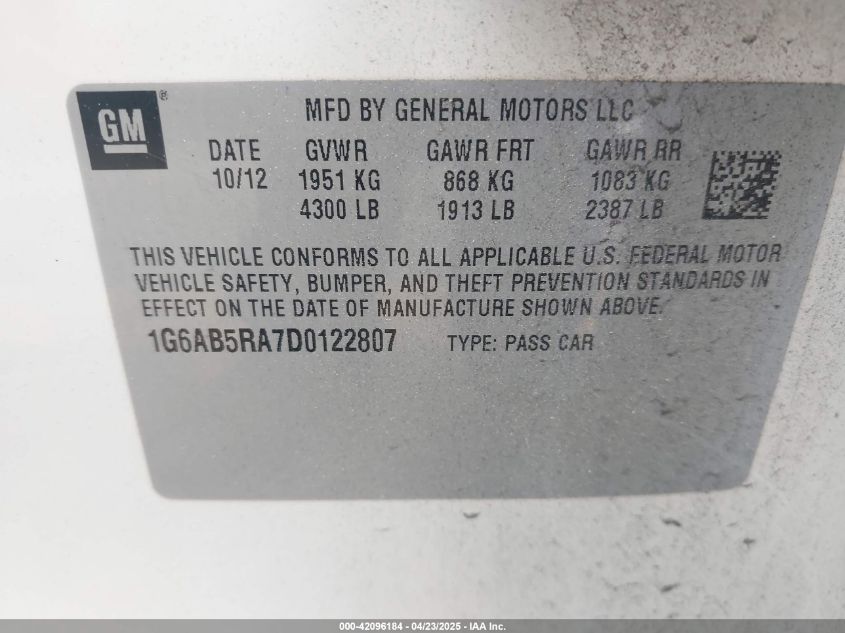 GM ®
MFD BY GENERAL MOTORS LLC
DATE GVWR GAWR FRT GAWR RR
10/12 1951 KG 868 KG 1083 KG
4300 LB 1913 LB 2387 LB
THIS VEHICLE CONFORMS TO ALL APPLICABLE U.S. FEDERAL MOTOR
VEHICLE SAFETY, BUMPER, AND THEFT PREVENTION STANDARDS IN
EFFECT ON THE DATE OF MANUFACTURE SHOWN ABOVE.
1G6AB5RA7D0122807 TYPE: PASS CAR
000-42096184 - 04/23/2025 - IAA Inc.